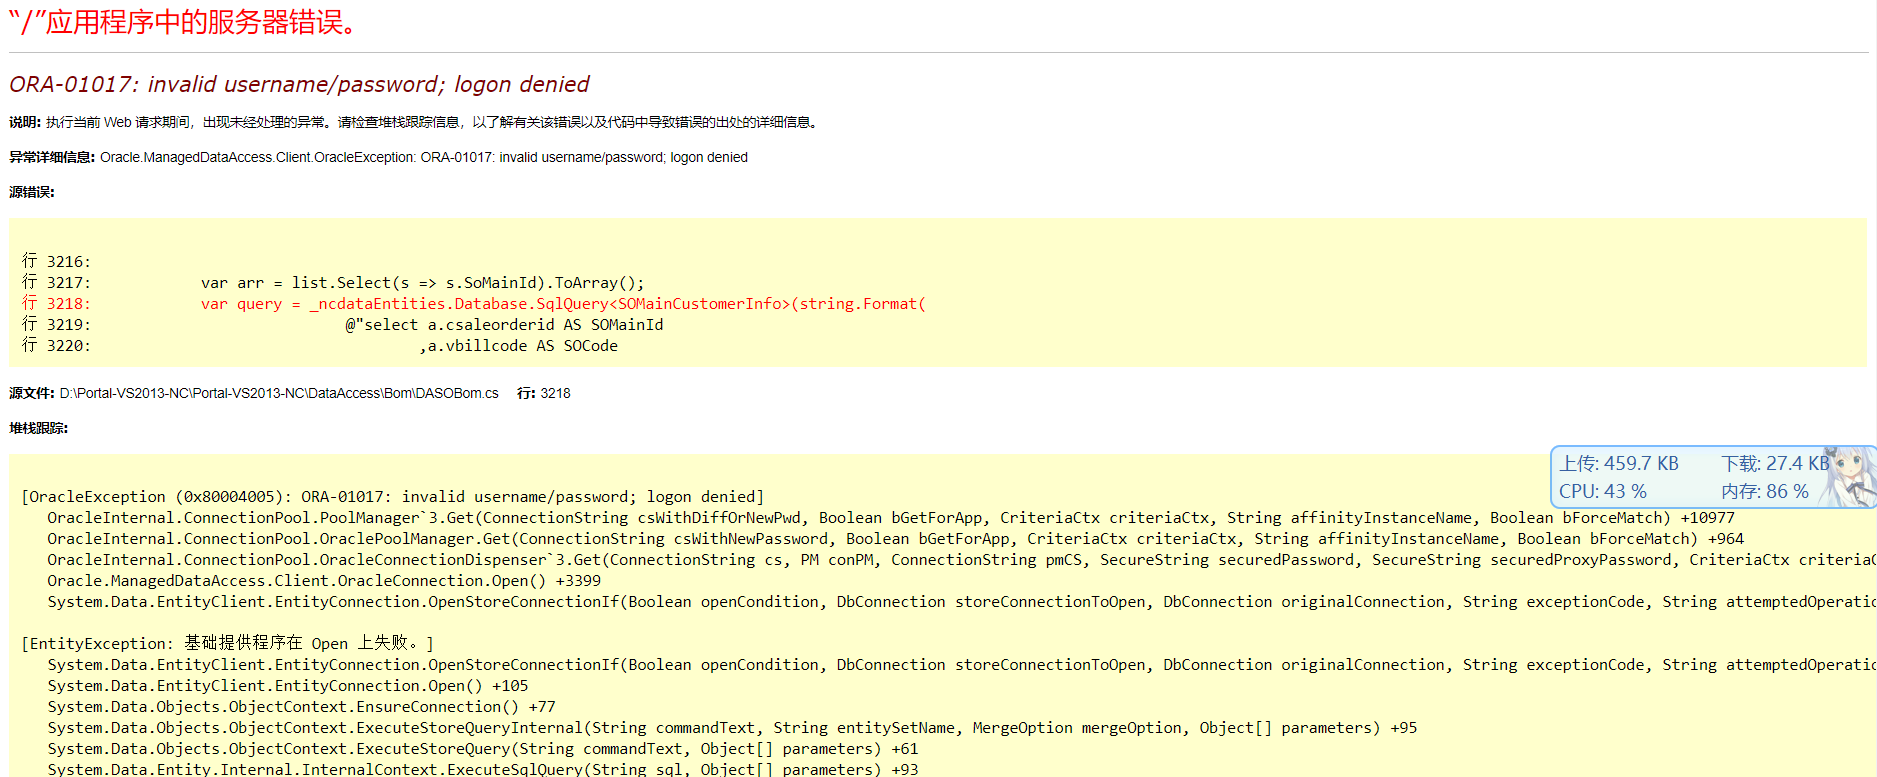 “/”应用程序中的服务器错误。
ORA-01017: invalid username/password; logon denied
说明: 执行当前 Web 请求期间，出现未经处理的异常。请检查堆栈跟踪信息，以了解有关该错误以及代码中导致错误的出处的详细信息。
异常详细信息: Oracle.ManagedDataAccess.Client.OracleException: ORA-01017: invalid username/password; logon denied
源错误:
行 3216:
行 3217:            var arr = list.Select(s => s.SoMainId).ToArray();
行 3218:            var query = _ncdataEntities.Database.SqlQuery<SOMainCustomerInfo>(string.Format(
行 3219:                            @"select a.csaleorderid AS SOMainId
行 3220:                                    ,a.vbillcode AS SOCode
源文件: D:\Portal-VS2013-NC\Portal-VS2013-NC\DataAccess\Bom\DASOBom.cs    行: 3218
堆栈跟踪:
上传: 459.7 KB 下载: 27.4 KB
CPU: 43 % 内存: 86 %
[OracleException (0x80004005): ORA-01017: invalid username/password; logon denied]
   OracleInternal.ConnectionPool.PoolManager`3.Get(ConnectionString csWithDiffOrNewPwd, Boolean bGetForApp, CriteriaCtx criteriaCtx, String affinityInstanceName, Boolean bForceMatch) +10977
   OracleInternal.ConnectionPool.OraclePoolManager.Get(ConnectionString csWithNewPassword, Boolean bGetForApp, CriteriaCtx criteriaCtx, String affinityInstanceName, Boolean bForceMatch) +964
   OracleInternal.ConnectionPool.OracleConnectionDispenser`3.Get(ConnectionString cs, PM conPM, ConnectionString pmCS, SecureString securedPassword, SecureString securedProxyPassword, CriteriaCtx criteriaC
   Oracle.ManagedDataAccess.Client.OracleConnection.Open() +3399
   System.Data.EntityClient.EntityConnection.OpenStoreConnectionIf(Boolean openCondition, DbConnection storeConnectionToOpen, DbConnection originalConnection, String exceptionCode, String attemptedOperatio
[EntityException: 基础提供程序在 Open 上失败。]
   System.Data.EntityClient.EntityConnection.OpenStoreConnectionIf(Boolean openCondition, DbConnection storeConnectionToOpen, DbConnection originalConnection, String exceptionCode, String attemptedOperatio
   System.Data.EntityClient.EntityConnection.Open() +105
   System.Data.Objects.ObjectContext.EnsureConnection() +77
   System.Data.Objects.ObjectContext.ExecuteStoreQueryInternal(String commandText, String entitySetName, MergeOption mergeOption, Object[] parameters) +95
   System.Data.Objects.ObjectContext.ExecuteStoreQuery(String commandText, Object[] parameters) +61
   System.Data.Entity.Internal.InternalContext.ExecuteSqlQuery(String sql, Object[] parameters) +93